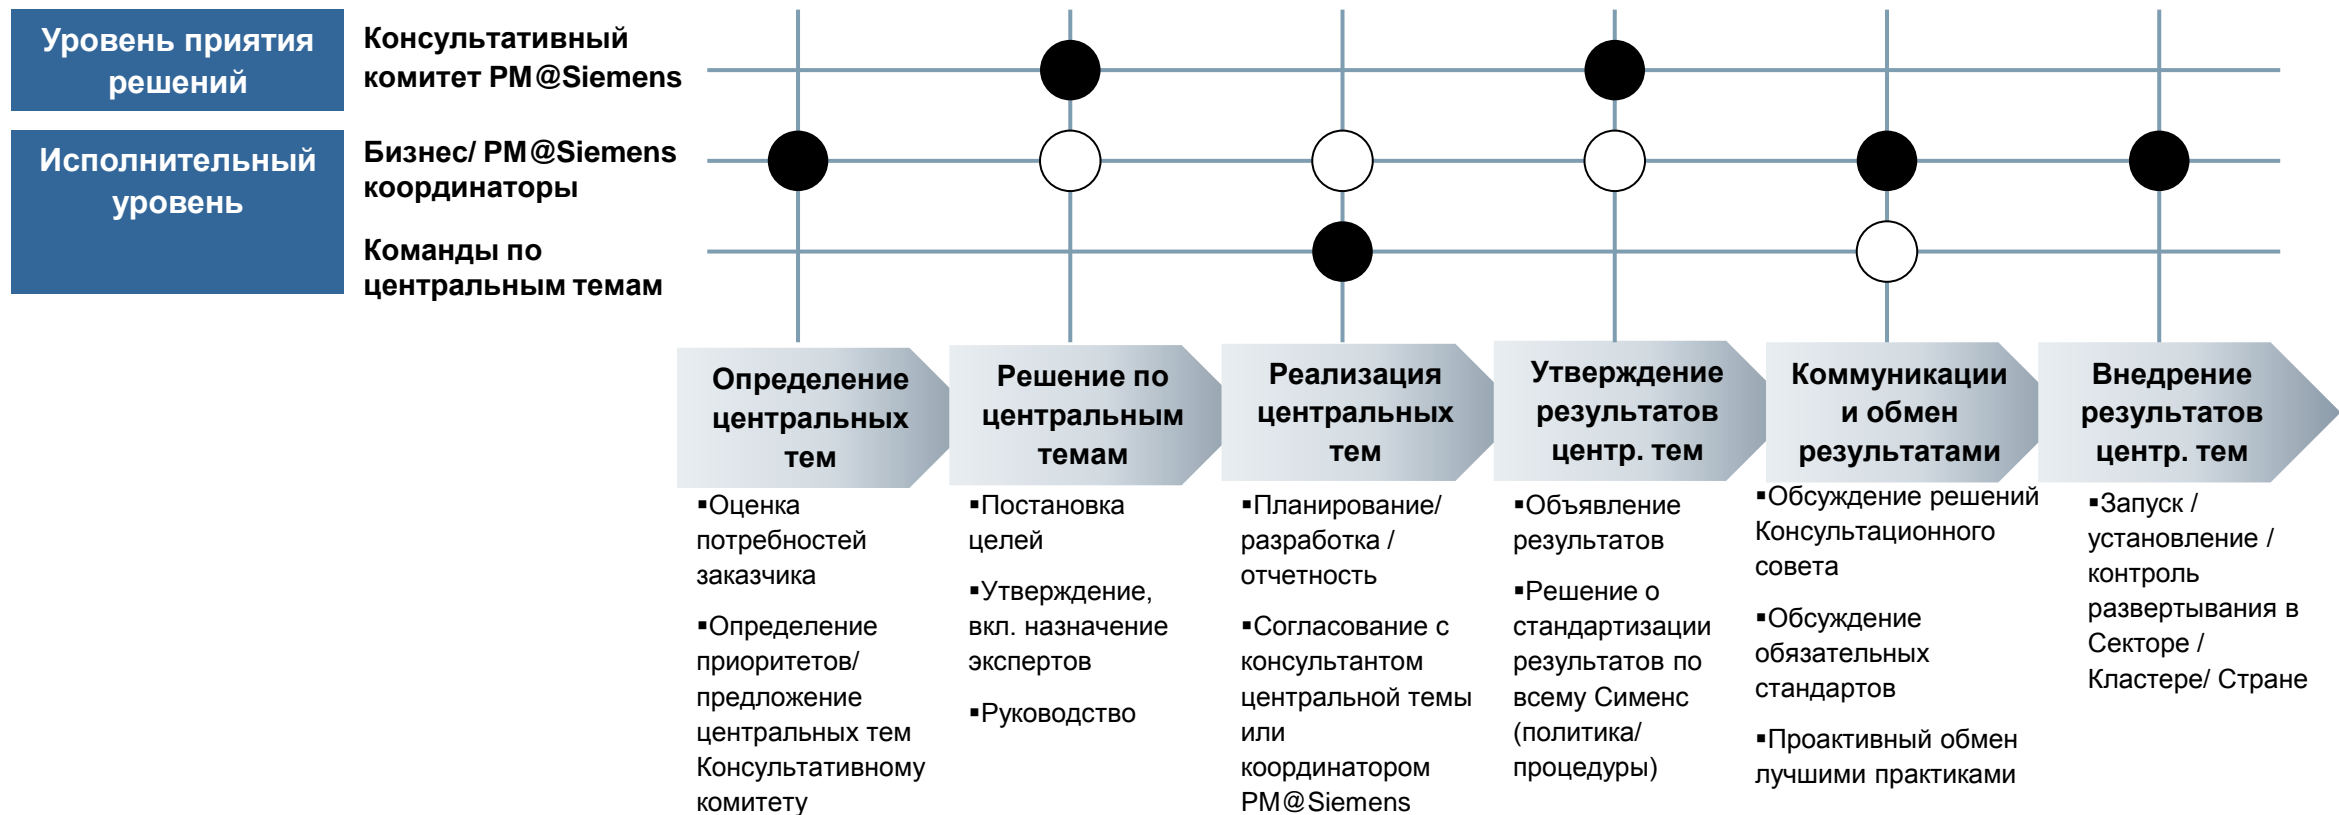 Уровень приятия
решений
Консультативный
комитет PM@Siemens
Исполнительный
уровень
Бизнес/ PM@Siemens
координаторы
Команды по
центральным темам
Определение
центральных
тем
Решение по
центральным
темам
Реализация
центральных
тем
Утверждение
результатов
центр. тем
Коммуникации
и обмен
результатами
Внедрение
результатов
центр. тем
▪Оценка
потребностей
заказчика
▪Определение
приоритетов/
предложение
центральных тем
Консультативному
комитету
▪Постановка
целей
▪Утверждение,
вкл. назначение
экспертов
▪Руководство
▪Планирование/
разработка /
отчетность
▪Согласование с
консультантом
центральной темы
или
координатором
PM@Siemens
▪Объявление
результатов
▪Решение о
стандартизации
результатов по
всему Сименс
(политика/
процедуры)
▪Обсуждение решений
Консультационного
совета
▪Обсуждение
обязательных
стандартов
▪Проактивный обмен
лучшими практиками
▪Запуск /
установление /
контроль
развертывания в
Секторе /
Кластере/ Стране